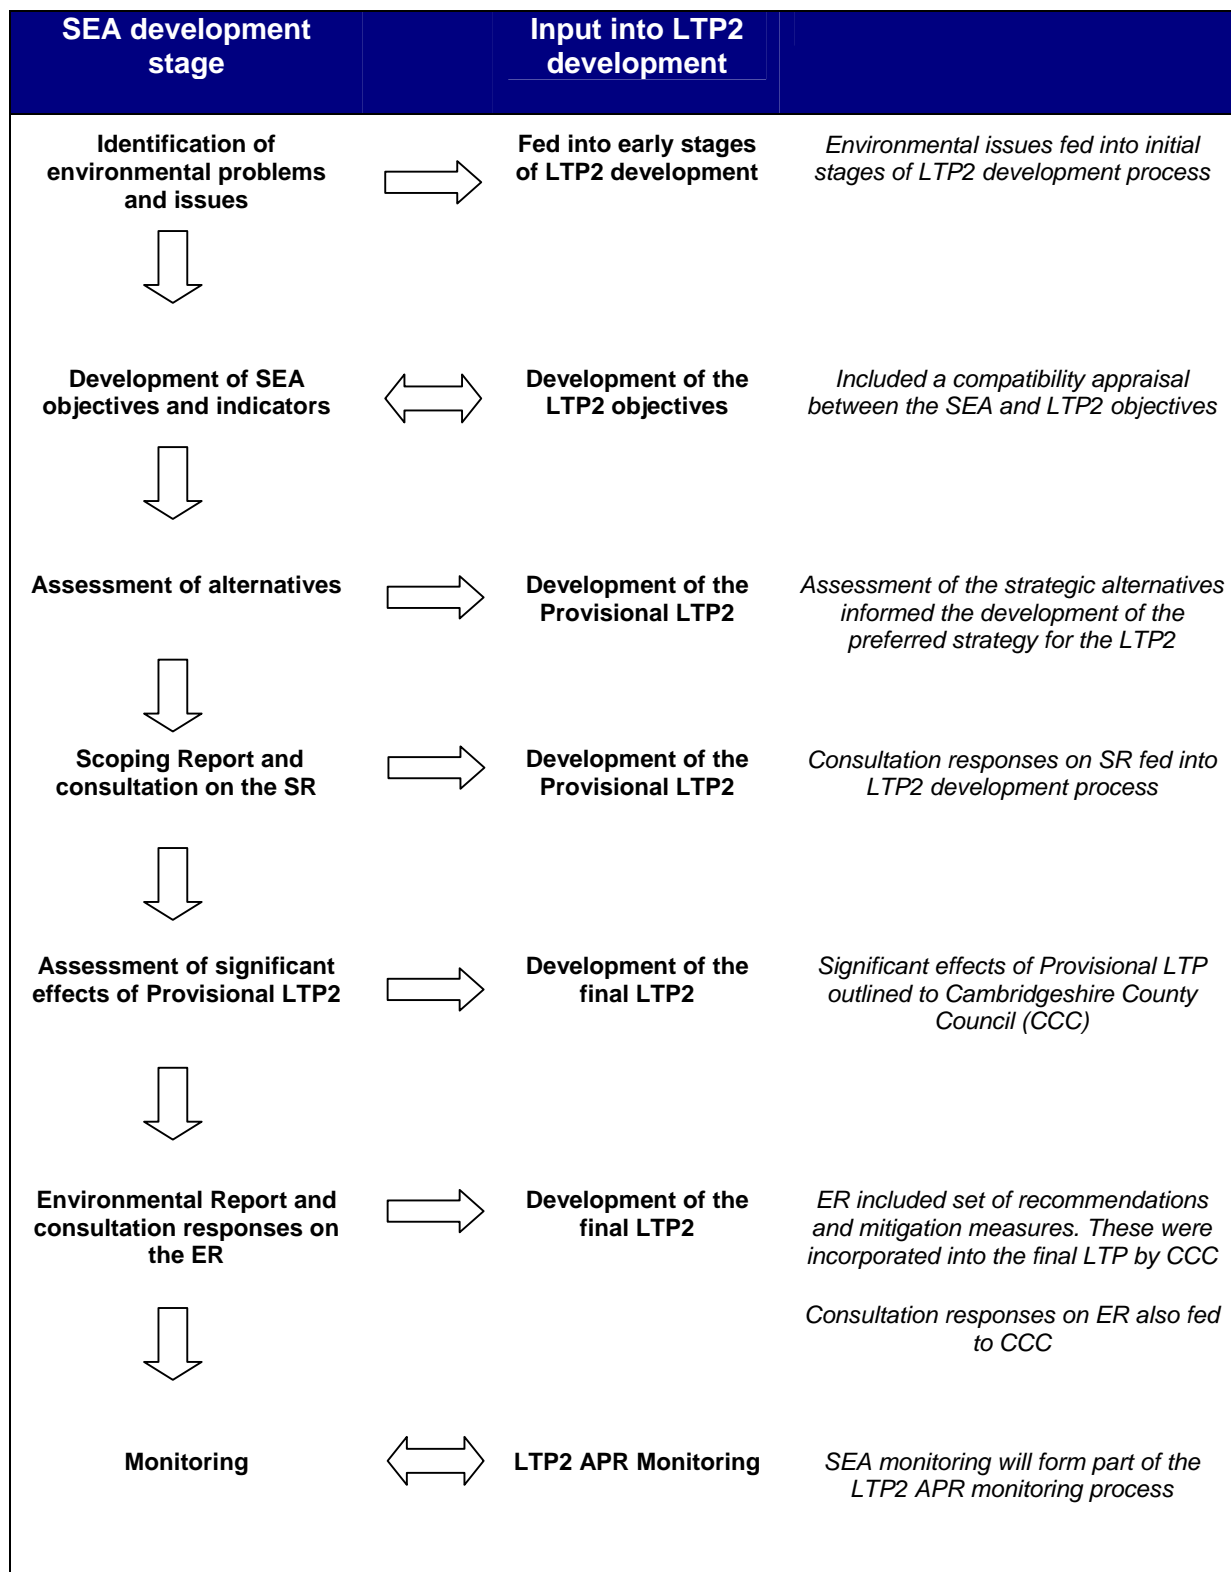 SEA development
stage
Input into LTP2
development
Identification of
environmental problems
and issues
Fed into early stages
of LTP2 development
Environmental issues fed into initial
stages of LTP2 development process
Development of SEA
objectives and indicators
Development of the
LTP2 objectives
Included a compatibility appraisal
between the SEA and LTP2 objectives
Assessment of alternatives
Development of the
Provisional LTP2
Assessment of the strategic alternatives
informed the development of the
preferred strategy for the LTP2
Scoping Report and
consultation on the SR
Development of the
Provisional LTP2
Consultation responses on SR fed into
LTP2 development process
Assessment of significant
effects of Provisional LTP2
Development of the
final LTP2
Significant effects of Provisional LTP
outlined to Cambridgeshire County
Council (CCC)
Environmental Report and
consultation responses on
the ER
Development of the
final LTP2
ER included set of recommendations
and mitigation measures. These were
incorporated into the final LTP by CCC
Consultation responses on ER also fed
to CCC
Monitoring
LTP2 APR Monitoring
SEA monitoring will form part of the
LTP2 APR monitoring process